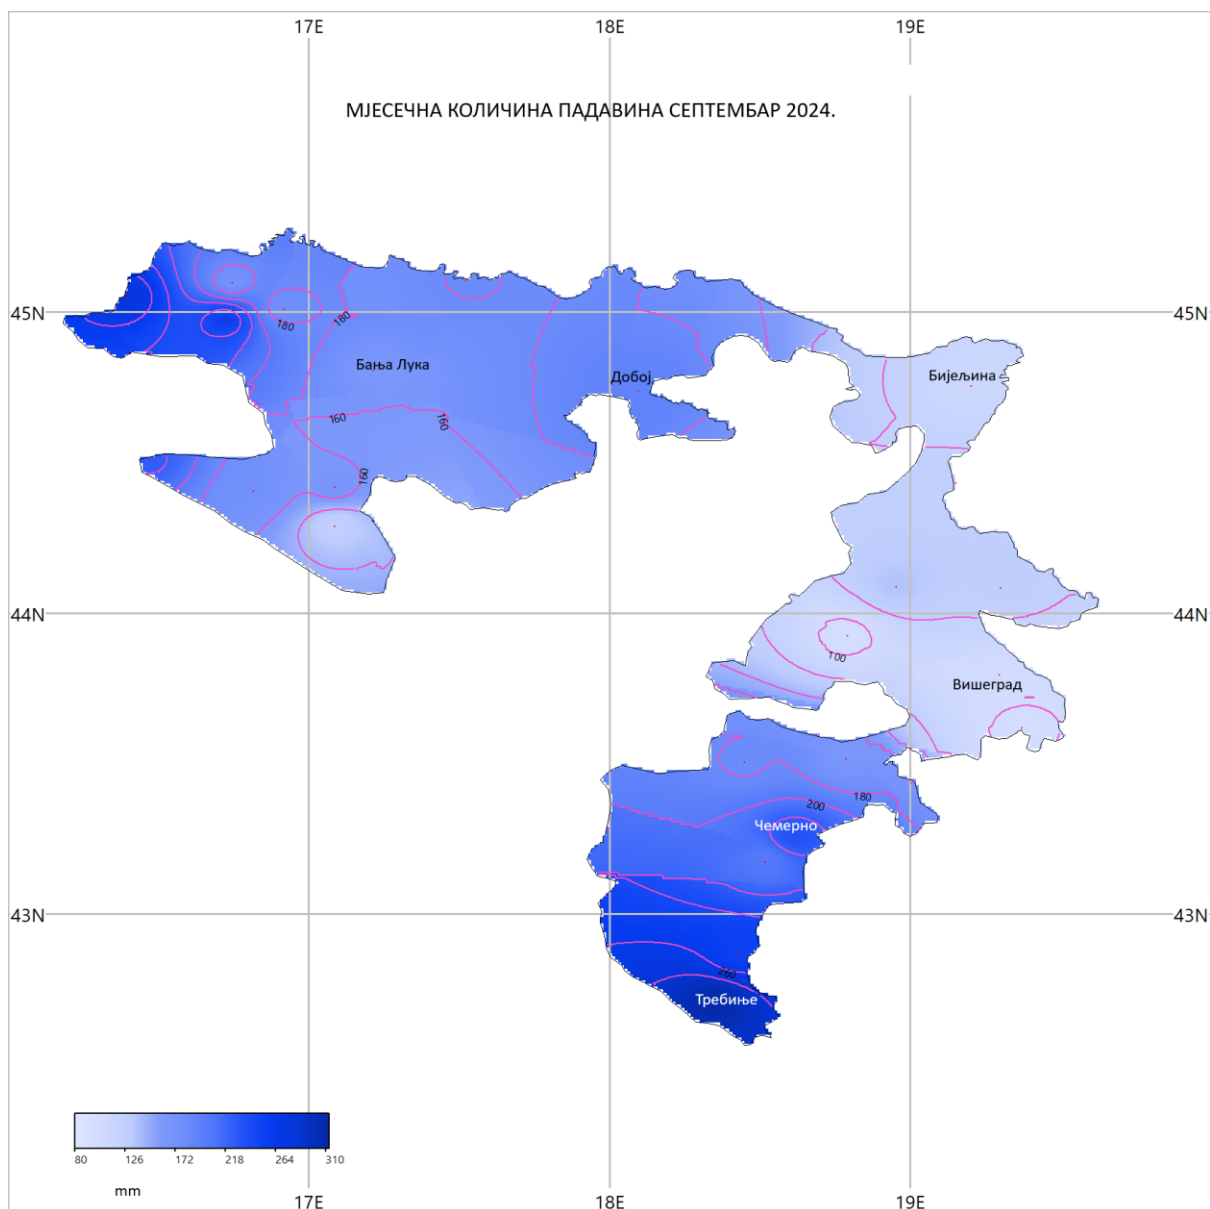 17E 18E 19E
МЈЕСЕЧНА КОЛИЧИНА ПАДАВИНА СЕПТЕМБАР 2024.
45N 45N
180 180
Бања Лука
Добој
Бијељина
160 160
160
44N 44N
100
Вишеград
180
200
Чемерно
43N 43N
260
Требиње
80 126 172 218 264 310
mm
17E 18E 19E